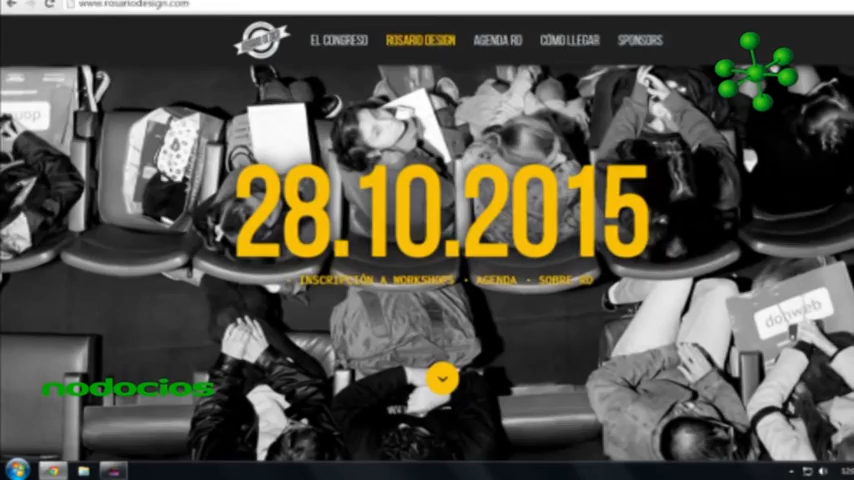 www.rosariodesign.com
EL CONGRESO ROSARIO DESIGN AGENDA RD CÓMO LLEGAR SPONSORS
28.10.2015
INSCRIPCIÓN A WORKSHOPS · AGENDA · SOBRE RD
donweb
nodocios